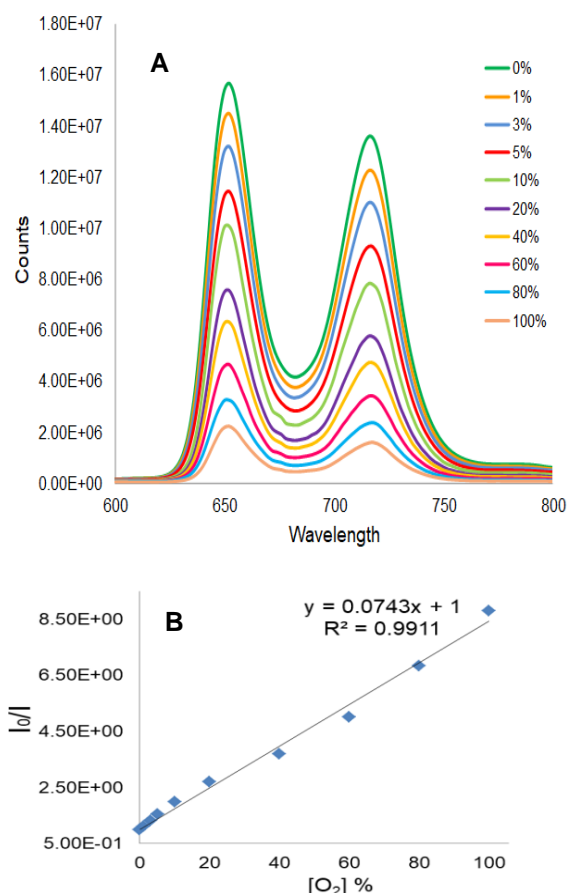 A
1.80E+07
1.60E+07
1.40E+07
1.20E+07
1.00E+07
8.00E+06
6.00E+06
4.00E+06
2.00E+06
0.00E+00
Counts
600 650 700 750 800
Wavelength
0%
1%
3%
5%
10%
20%
40%
60%
80%
100%
B
y = 0.0743x + 1
R² = 0.9911
8.50E+00
6.50E+00
4.50E+00
2.50E+00
5.00E-01
I₀/I
0 20 40 60 80 100
[O₂] %